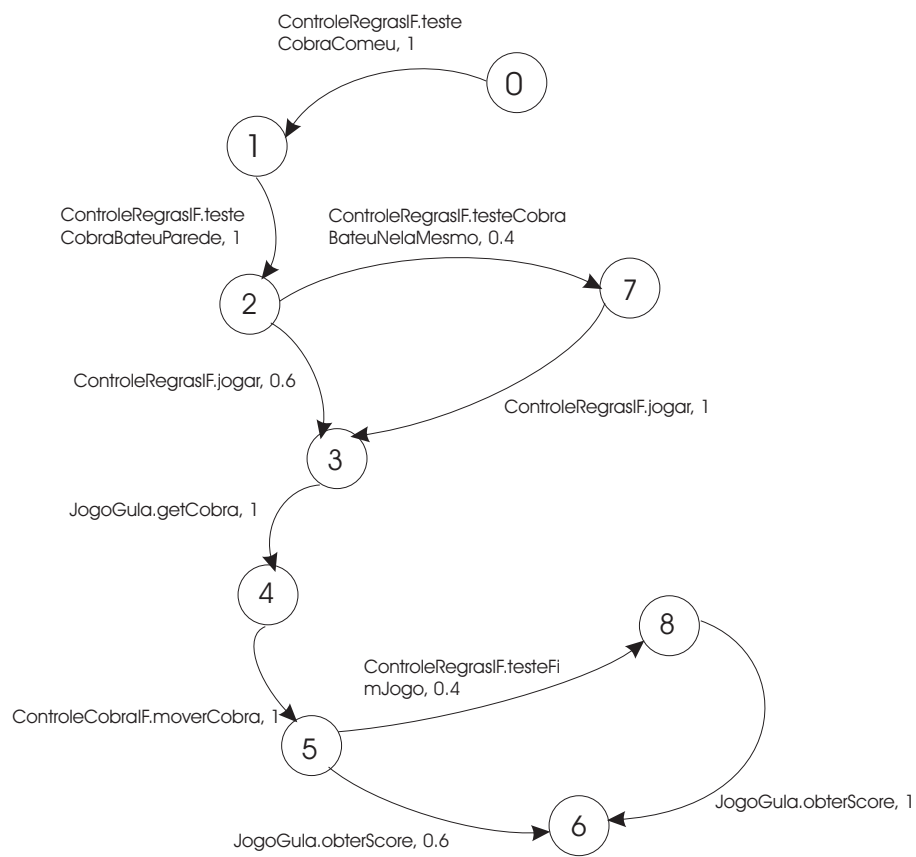 ControleRegrasIF.teste
CobraComeu, 1
0
1
ControleRegrasIF.teste
CobraBateuParede, 1
ControleRegrasIF.testeCobra
BateuNelaMesmo, 0.4
2
7
ControleRegrasIF.jogar, 0.6
ControleRegrasIF.jogar, 1
3
JogoGula.getCobra, 1
4
8
ControleRegrasIF.testeFi
mJogo, 0.4
ControleCobraIF.moverCobra, 1
5
JogoGula.obterScore, 1
6
JogoGula.obterScore, 0.6